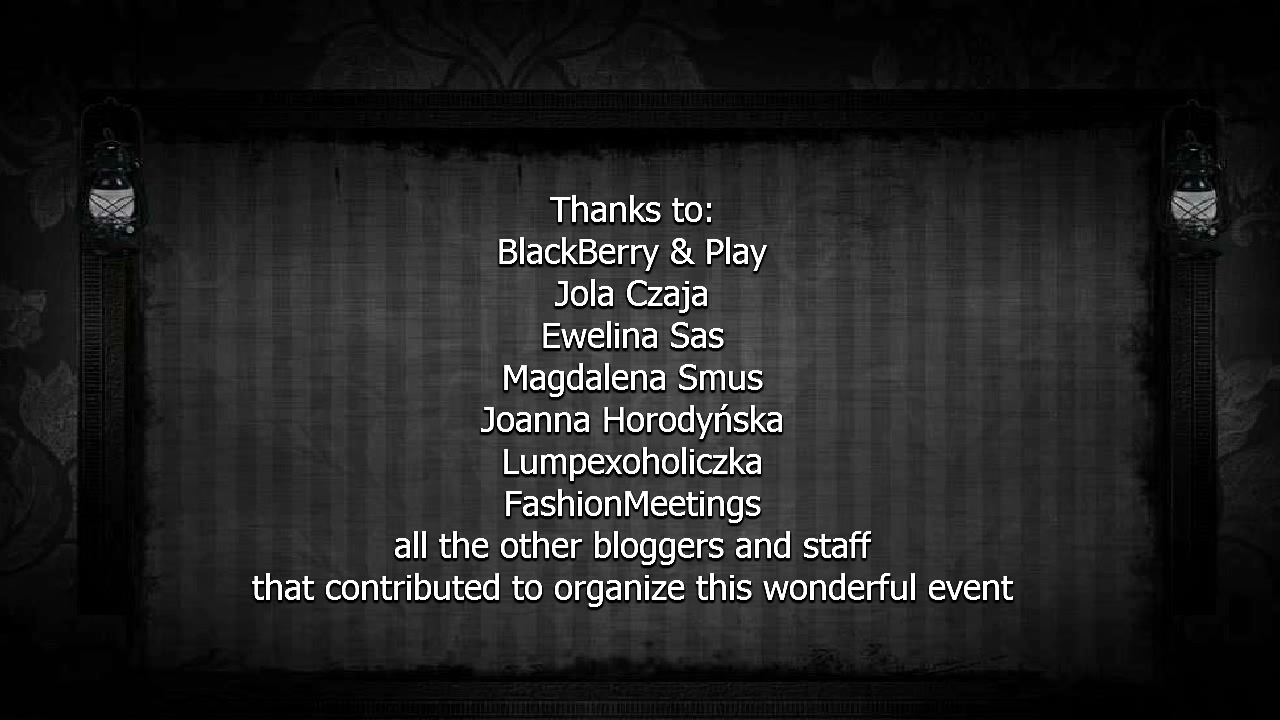 Thanks to:
BlackBerry & Play
Jola Czaja
Ewelina Sas
Magdalena Smus
Joanna Horodyńska
Lumpexoholiczka
FashionMeetings
all the other bloggers and staff
that contributed to organize this wonderful event